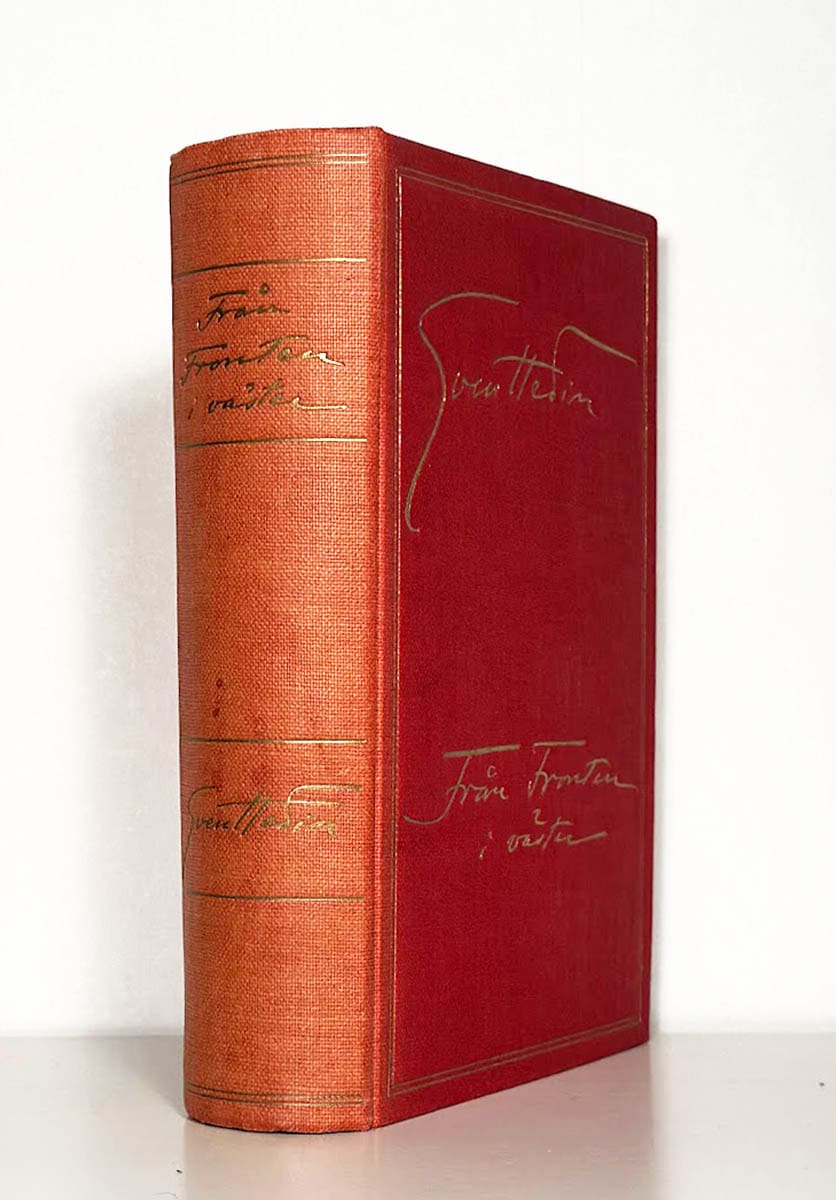 Från
Fronten
i väster
Sven Hedin
Sven Hedin
Från Fronten
i väster